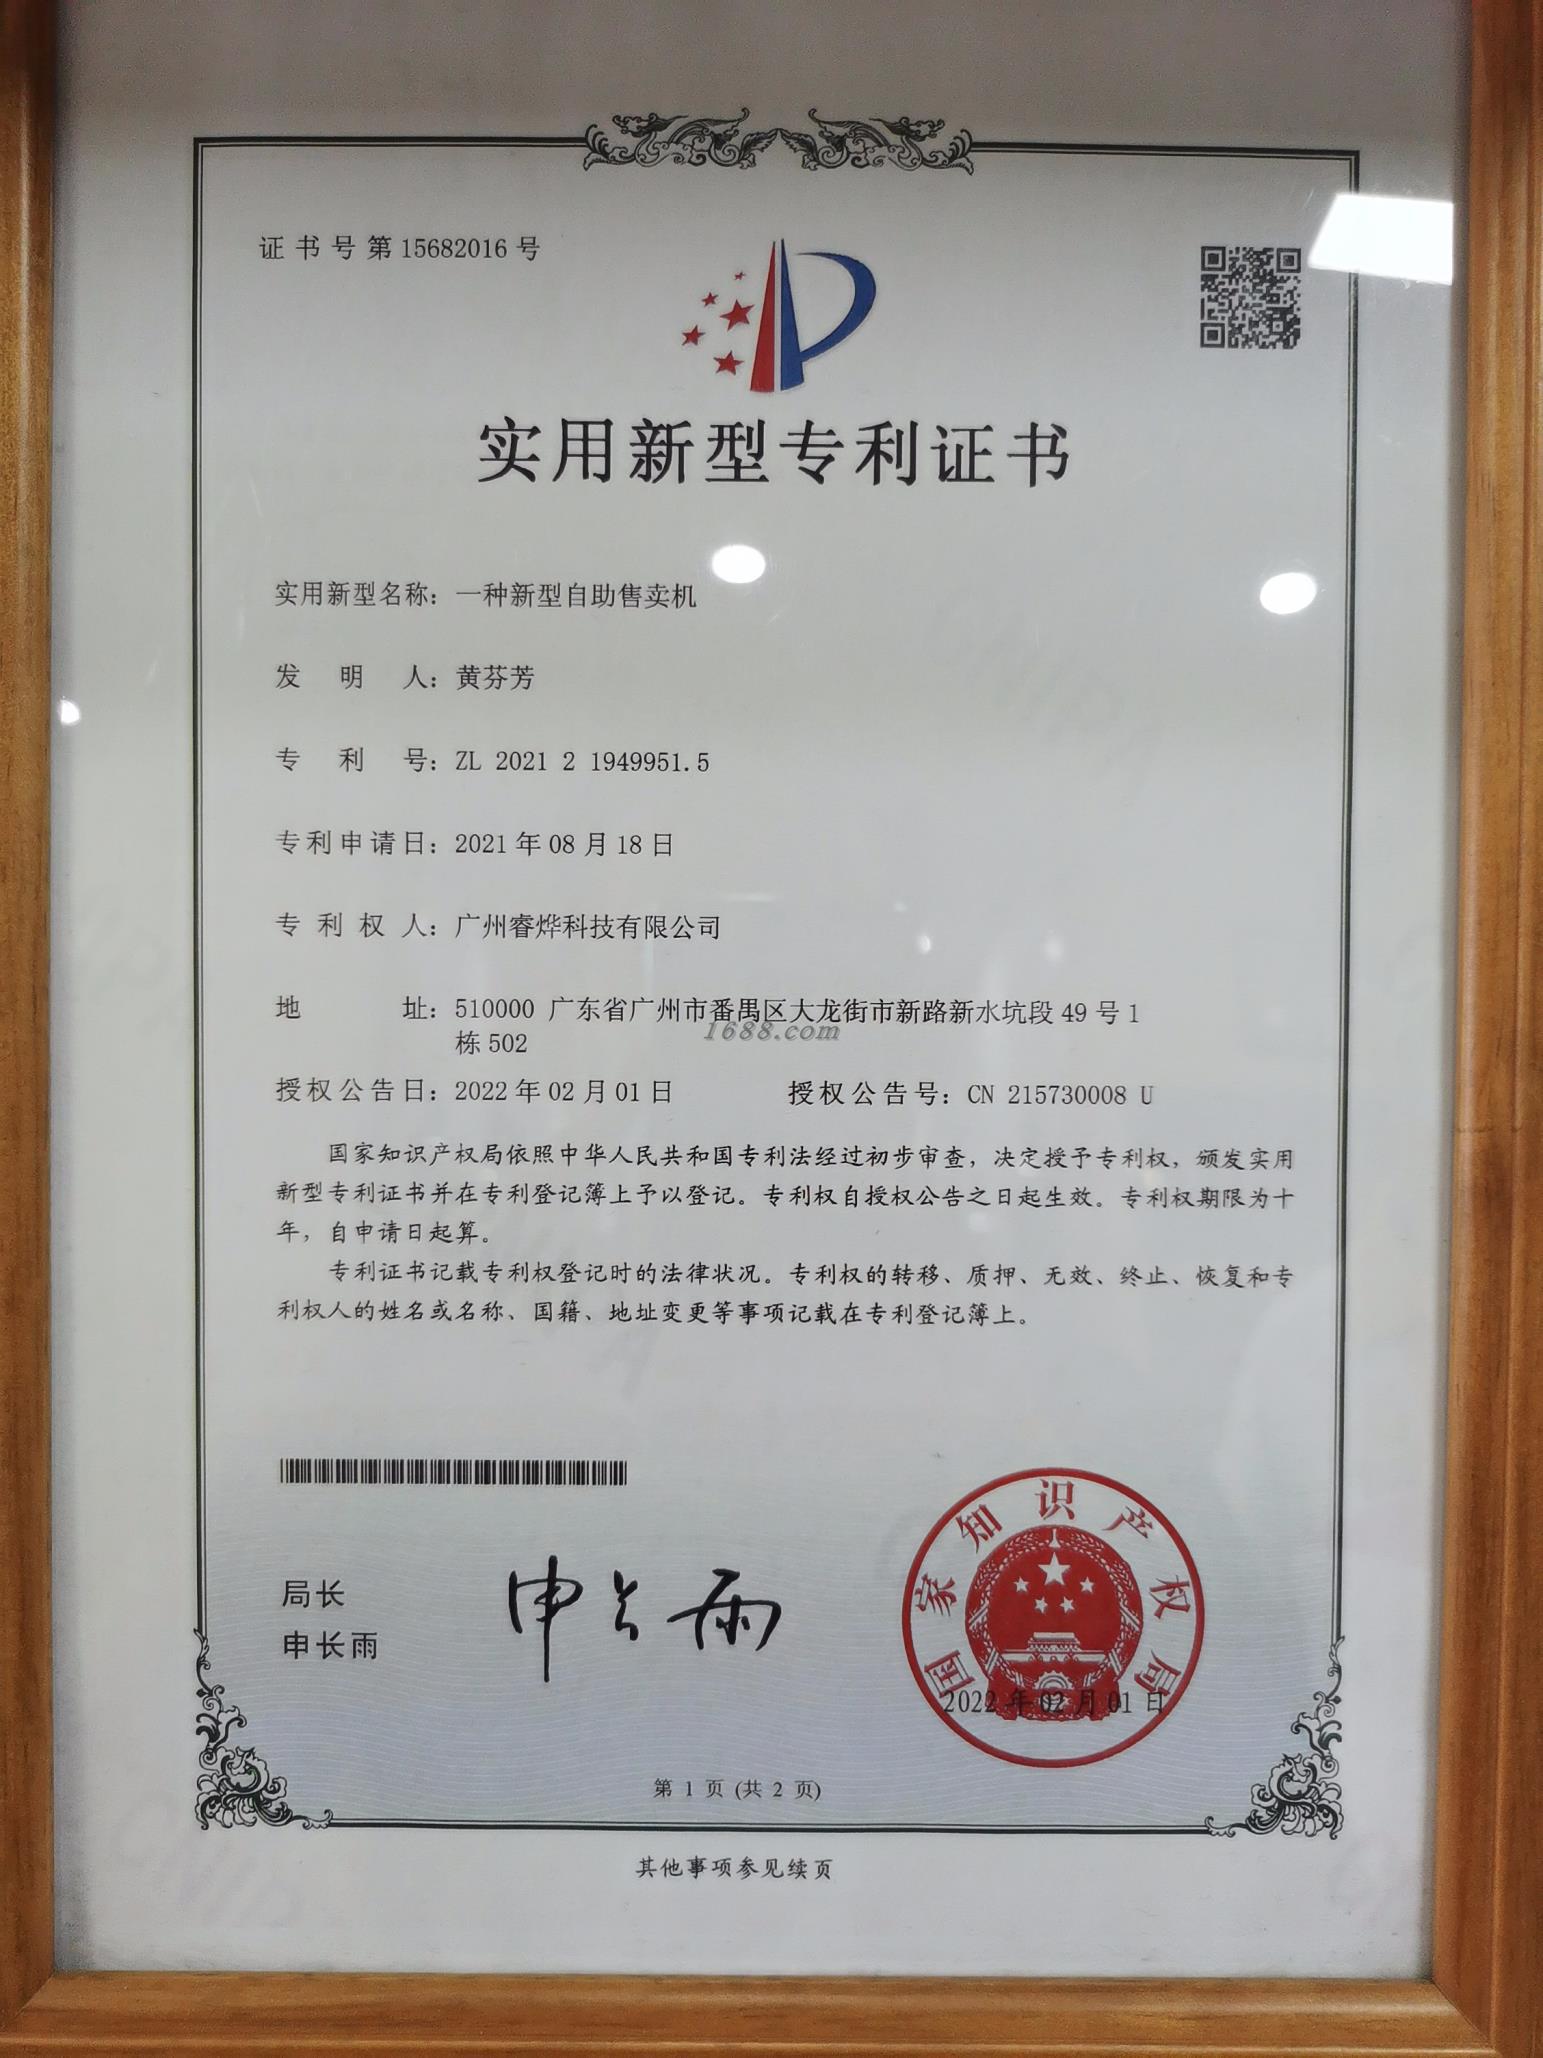 证书号第15682016号
实用新型专利证书
实用新型名称：一种新型自助售卖机
发明人：黄芬芳
专利号：ZL 2021 2 1949951.5
专利申请日：2021年08月18日
专利权人：广州睿烨科技有限公司
地址：510000 广东省广州市番禺区大龙街市新路新水坑段49号1
栋502
1688.com
授权公告日：2022年02月01日 授权公告号：CN 215730008 U
国家知识产权局依照中华人民共和国专利法经过初步审查，决定授予专利权，颁发实用
新型专利证书并在专利登记簿上予以登记。专利权自授权公告之日起生效。专利权期限为十
年，自申请日起算。
专利证书记载专利权登记时的法律状况。专利权的转移、质押、无效、终止、恢复和专
利权人的姓名或名称、国籍、地址变更等事项记载在专利登记簿上。
局长
申长雨
申长雨
国家知识产权局
2022年02月01日
第 1 页 (共 2 页)
其他事项参见续页